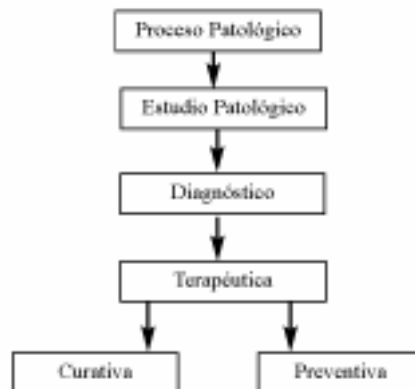 Proceso Patológico
Estudio Patológico
Diagnóstico
Terapéutica
Curativa
Preventiva